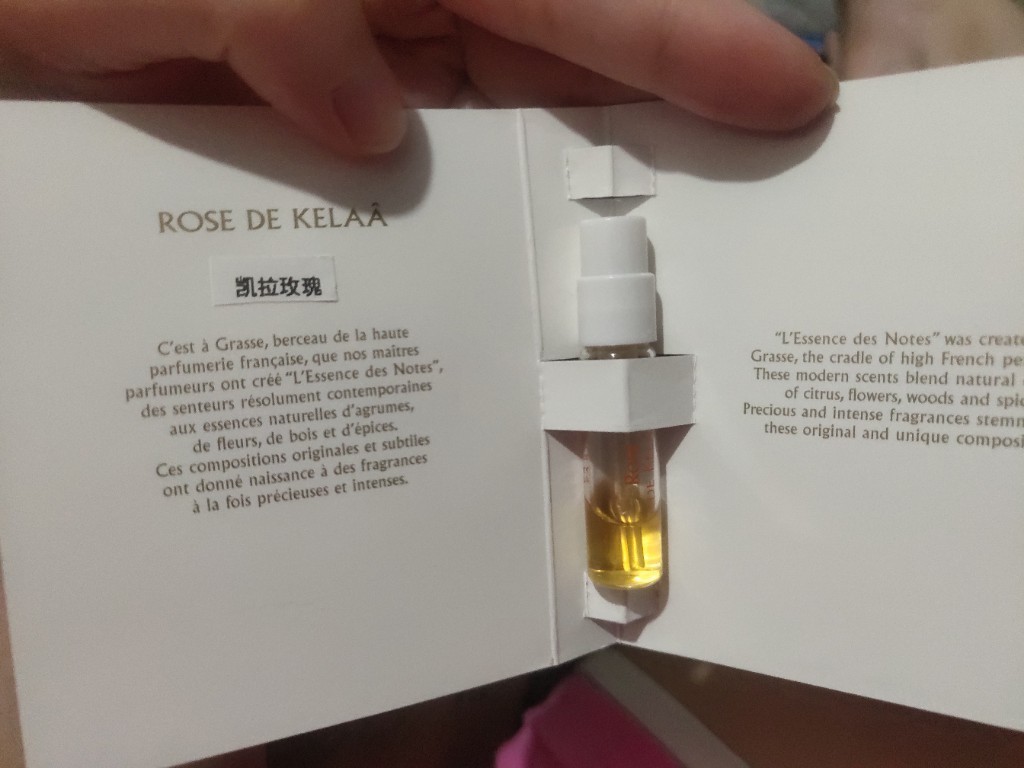 ROSE DE KELAÂ
凯拉玫瑰
C'est à Grasse, berceau de la haute
parfumerie française, que nos maîtres
parfumeurs ont créé "L'Essence des Notes",
des senteurs résolument contemporaines
aux essences naturelles d'agrumes,
de fleurs, de bois et d'épices.
Ces compositions originales et subtiles
ont donné naissance à des fragrances
à la fois précieuses et intenses.
"L'Essence des Notes" was create
Grasse, the cradle of high French pe
These modern scents blend natural
of citrus, flowers, woods and spic
Precious and intense fragrances stemm
these original and unique composi